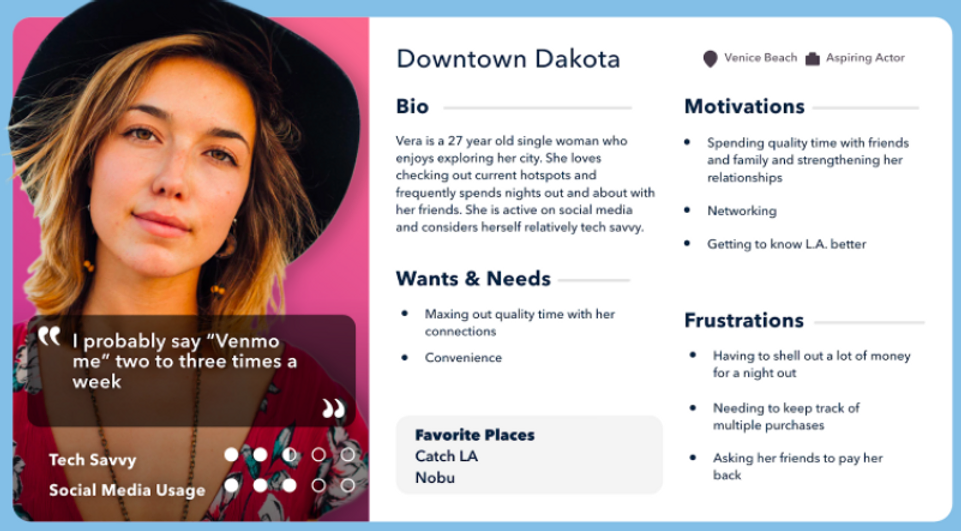 Downtown Dakota
Venice Beach
Aspiring Actor
Bio
Vera is a 27 year old single woman who
enjoys exploring her city. She loves
checking out current hotspots and
frequently spends nights out and about with
her friends. She is active on social media
and considers herself relatively tech savvy.
Wants & Needs
• Maxing out quality time with her
connections
• Convenience
Favorite Places
Catch LA
Nobu
Motivations
• Spending quality time with friends
and family and strengthening her
relationships
• Networking
• Getting to know L.A. better
Frustrations
• Having to shell out a lot of money
for a night out
• Needing to keep track of
multiple purchases
• Asking her friends to pay her
back
“I probably say “Venmo
me” two to three times a
week”
Tech Savvy
Social Media Usage